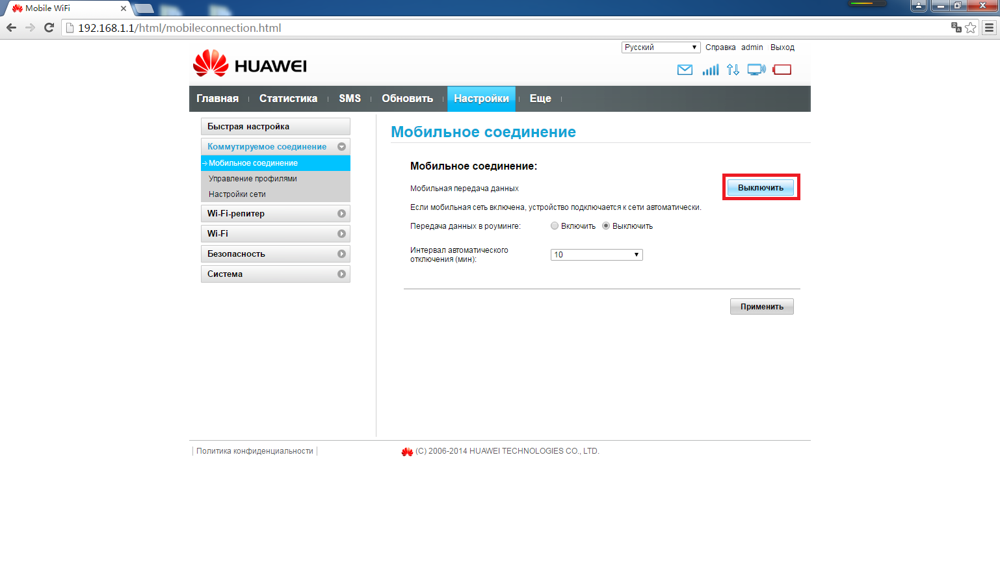 Mobile WiFi
192.168.1.1/html/mobileconnection.html
Русский Справка admin Выход
HUAWEI
Главная Статистика SMS Обновить Настройки Еще
Быстрая настройка
Коммутируемое соединение
Мобильное соединение
Управление профилями
Настройки сети
Wi-Fi-репитер
Wi-Fi
Безопасность
Система
Мобильное соединение
Мобильное соединение:
Мобильная передача данных Выключить
Если мобильная сеть включена, устройство подключается к сети автоматически.
Передача данных в роуминге: Включить Выключить
Интервал автоматического
отключения (мин): 10
Применить
Политика конфиденциальности (C) 2006-2014 HUAWEI TECHNOLOGIES CO., LTD.